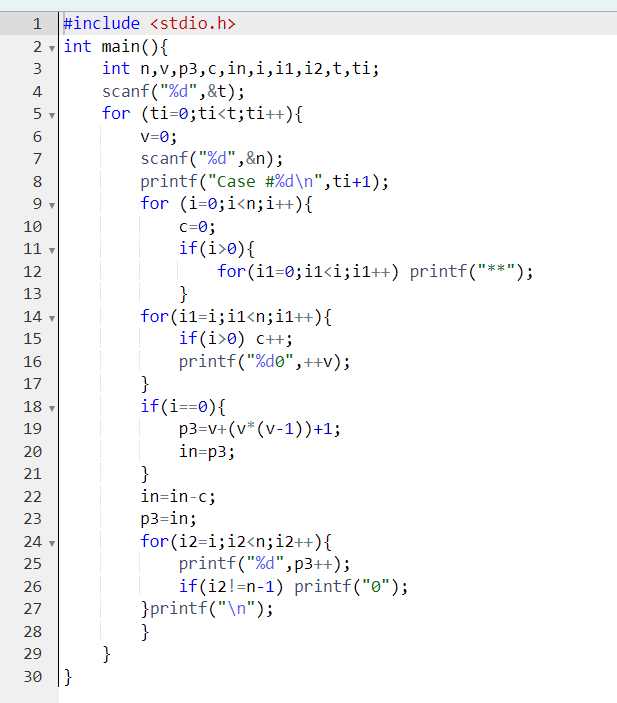 1 #include <stdio.h>
2 int main(){
3     int n,v,p3,c,in,i,i1,i2,t,ti;
4     scanf("%d",&t);
5     for (ti=0;ti<t;ti++){
6         v=0;
7         scanf("%d",&n);
8         printf("Case #%d\n",ti+1);
9         for (i=0;i<n;i++){
10             c=0;
11             if(i>0){
12                 for(i1=0;i1<i;i1++) printf("**");
13             }
14         for(i1=i;i1<n;i1++){
15             if(i>0) c++;
16             printf("%d0",++v);
17         }
18         if(i==0){
19             p3=v+(v*(v-1))+1;
20             in=p3;
21         }
22         in=in-c;
23         p3=in;
24         for(i2=i;i2<n;i2++){
25             printf("%d",p3++);
26             if(i2!=n-1) printf("0");
27         }printf("\n");
28         }
29     }
30 }